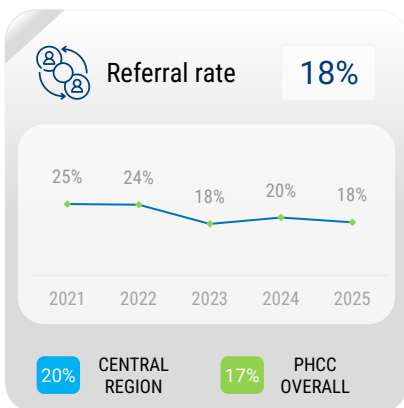 Referral rate 18%
25% 24% 18% 20% 18%
2021 2022 2023 2024 2025
20% CENTRAL REGION
17% PHCC OVERALL